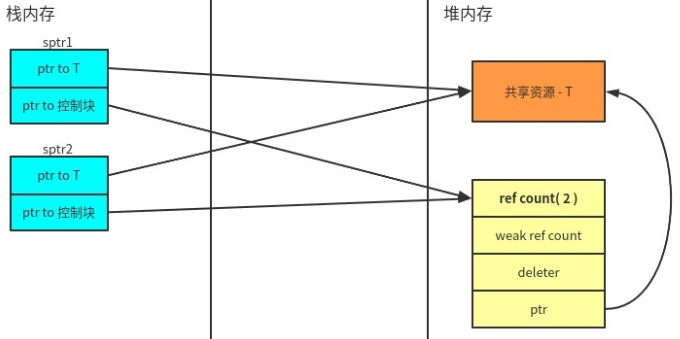 栈内存
堆内存
sptr1
ptr to T
ptr to 控制块
sptr2
ptr to T
ptr to 控制块
共享资源 - T
ref count( 2 )
weak ref count
deleter
ptr